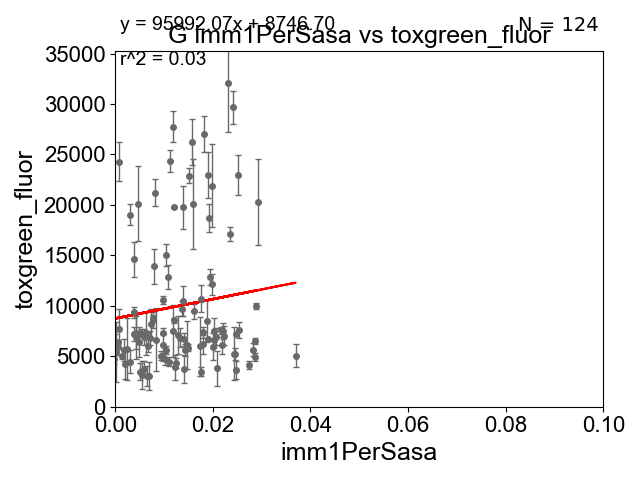 y = 95992.07x + 8746.70
N = 124
G Imm1PerSasa vs toxgreen_fluor
r^2 = 0.03
35000
30000
25000
20000
15000
10000
5000
0
toxgreen_fluor
0.00 0.02 0.04 0.06 0.08 0.10
imm1PerSasa